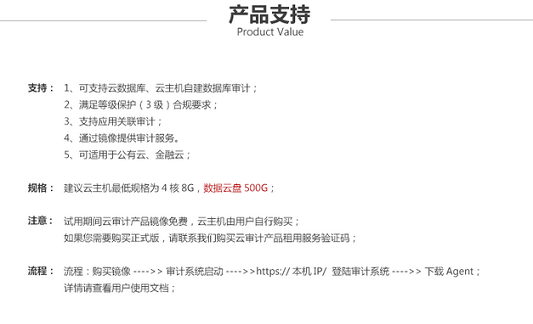 产品支持
Product Value
支持： 1、可支持云数据库、云主机自建数据库审计；
2、满足等级保护（3 级）合规要求；
3、支持应用关联审计；
4、通过镜像提供审计服务。
5、可适用于公有云、金融云；
规格： 建议云主机最低规格为 4 核 8G，数据云盘 500G；
注意： 试用期间云审计产品镜像免费，云主机由用户自行购买；
如果您需要购买正式版，请联系我们购买云审计产品租用服务验证码；
流程： 流程：购买镜像 ---->> 审计系统启动 ---->>https:// 本机 IP/ 登陆审计系统 ---->> 下载 Agent；
详情请查看用户使用文档；